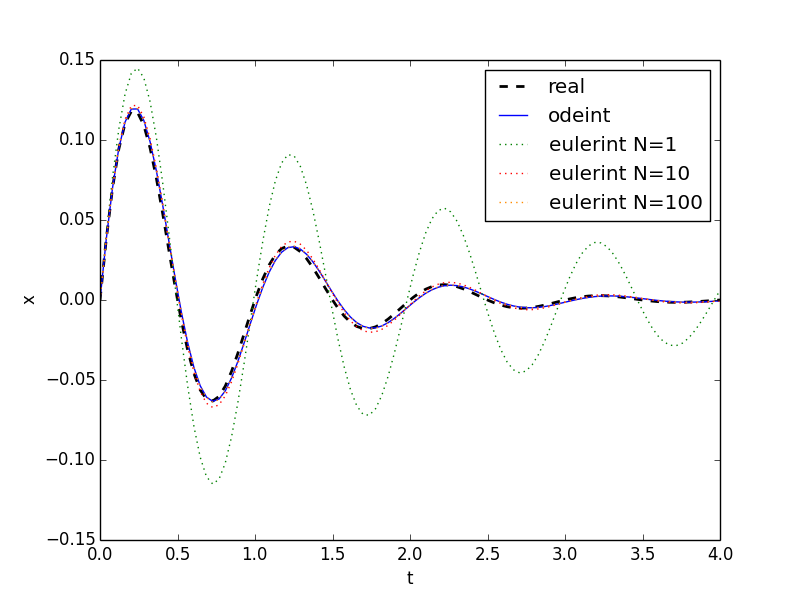 0.15
0.10
0.05
0.00
−0.05
−0.10
−0.15
x
real
odeint
eulerint N=1
eulerint N=10
eulerint N=100
0.0 0.5 1.0 1.5 2.0 2.5 3.0 3.5 4.0
t